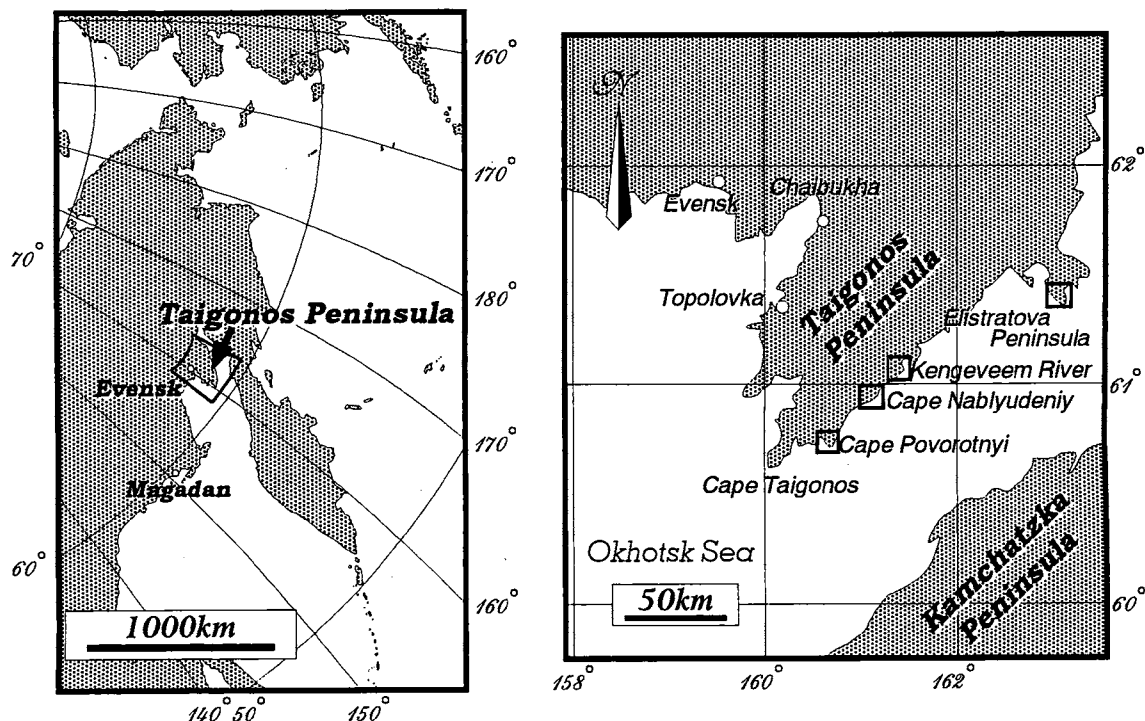 160°
170°
70°
180°
Taigonos Peninsula
Evensk
170°
Magadan
60°
160°
1000km
140°
50°
150°
N
62°
Chaibukha
Evensk
Taigonos
Peninsula
Topolovka
Elistratova
Peninsula
Kengeveem River
61°
Cape Nablyudeniy
Cape Povorotnyi
Cape Taigonos
Okhotsk Sea
Kamchatzka
Peninsula
50km
60°
158°
160°
162°